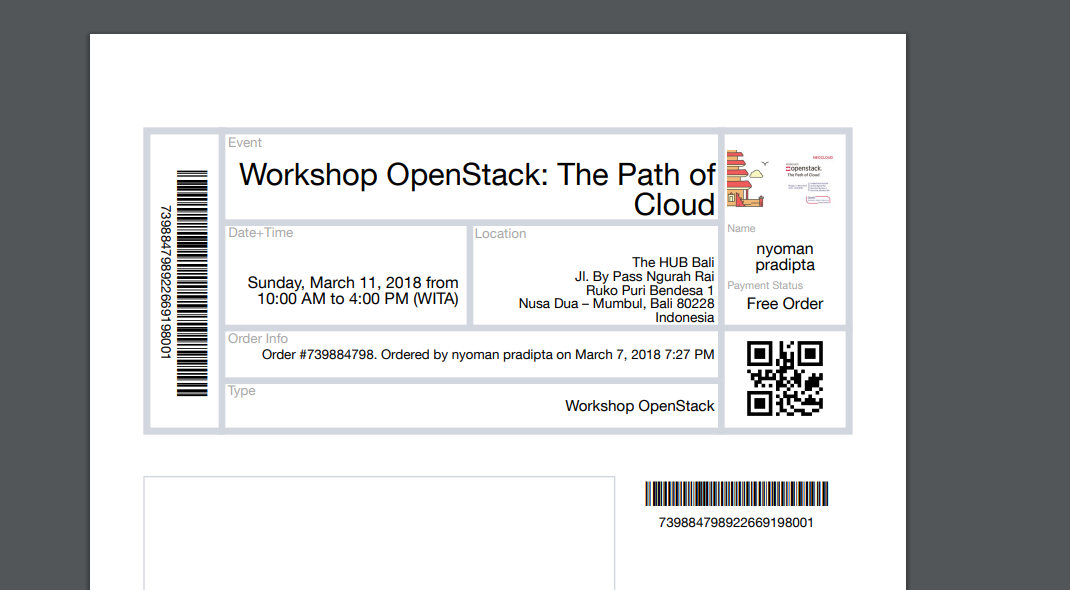 Event
Workshop OpenStack: The Path of
Cloud
Date+Time
Sunday, March 11, 2018 from
10:00 AM to 4:00 PM (WITA)
Location
The HUB Bali
Jl. By Pass Ngurah Rai
Ruko Puri Bendesa 1
Nusa Dua – Mumbul, Bali 80228
Indonesia
Order Info
Order #739884798. Ordered by nyoman pradipta on March 7, 2018 7:27 PM
Type
Workshop OpenStack
NEOCLOUD
openstack.
The Path of Cloud
Name
nyoman
pradipta
Payment Status
Free Order
739884798922669198001
739884798922669198001